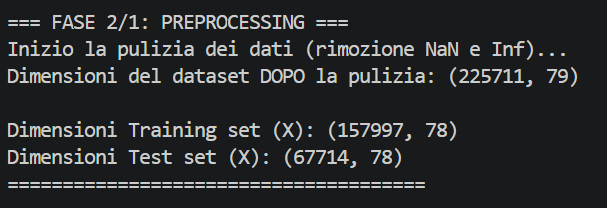 === FASE 2/1: PREPROCESSING ===
Inizio la pulizia dei dati (rimozione NaN e Inf)...
Dimensioni del dataset DOPO la pulizia: (225711, 79)
Dimensioni Training set (X): (157997, 78)
Dimensioni Test set (X): (67714, 78)
=====================================